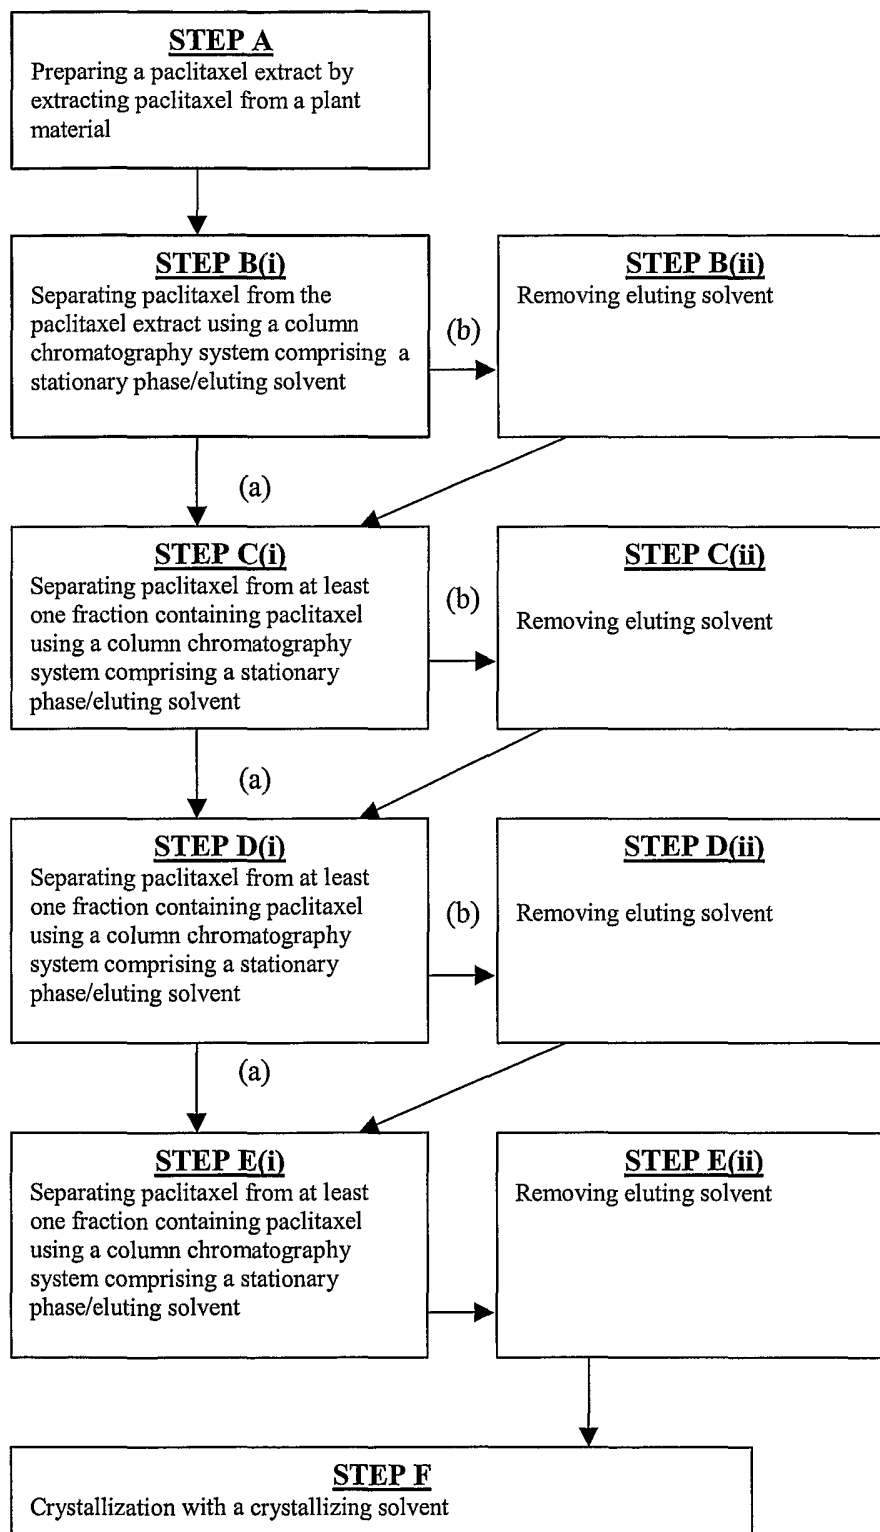 STEP A
Preparing a paclitaxel extract by
extracting paclitaxel from a plant
material
STEP B(i)
Separating paclitaxel from the
paclitaxel extract using a column
chromatography system comprising a
stationary phase/eluting solvent
(b)
STEP B(ii)
Removing eluting solvent
(a)
STEP C(i)
Separating paclitaxel from at least
one fraction containing paclitaxel
using a column chromatography
system comprising a stationary
phase/eluting solvent
(b)
STEP C(ii)
Removing eluting solvent
(a)
STEP D(i)
Separating paclitaxel from at least
one fraction containing paclitaxel
using a column chromatography
system comprising a stationary
phase/eluting solvent
(b)
STEP D(ii)
Removing eluting solvent
(a)
STEP E(i)
Separating paclitaxel from at least
one fraction containing paclitaxel
using a column chromatography
system comprising a stationary
phase/eluting solvent
STEP E(ii)
Removing eluting solvent
STEP F
Crystallization with a crystallizing solvent